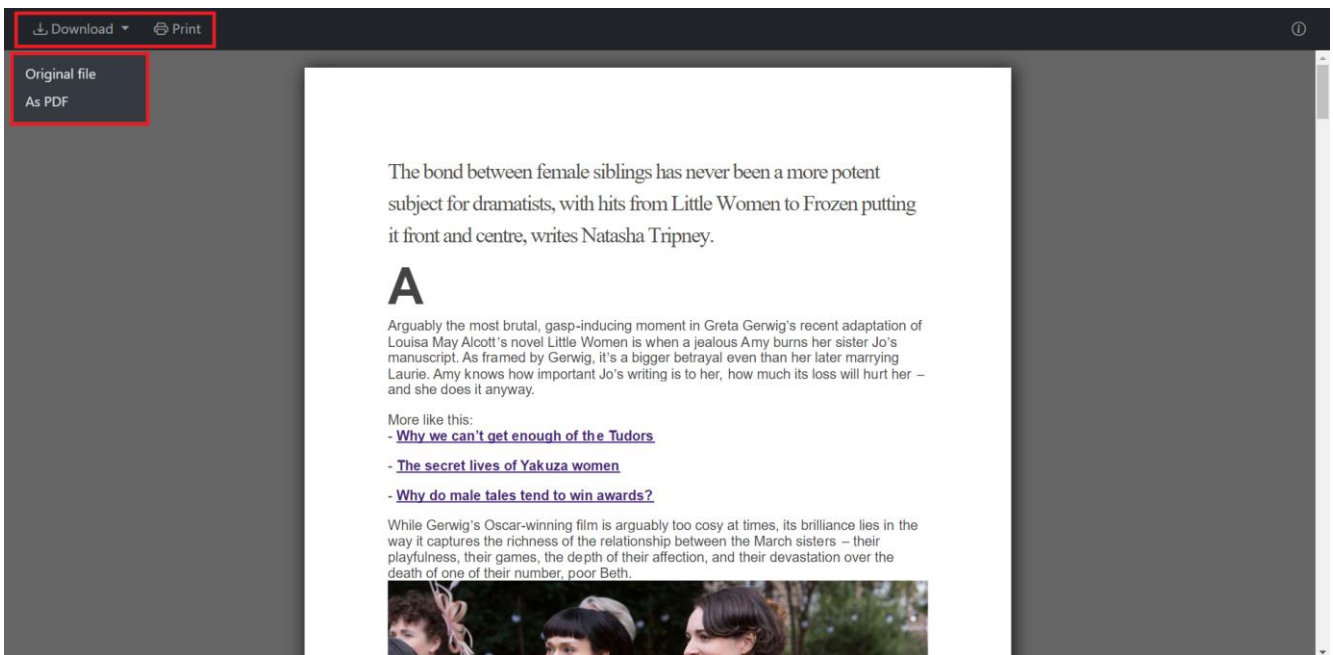 Download Print
Original file
As PDF
The bond between female siblings has never been a more potent
subject for dramatists, with hits from Little Women to Frozen putting
it front and centre, writes Natasha Tripney.
A
Arguably the most brutal, gasp-inducing moment in Greta Gerwig's recent adaptation of
Louisa May Alcott's novel Little Women is when a jealous Amy burns her sister Jo's
manuscript. As framed by Gerwig, it's a bigger betrayal even than her later marrying
Laurie. Amy knows how important Jo's writing is to her, how much its loss will hurt her –
and she does it anyway.
More like this:
- Why we can't get enough of the Tudors
- The secret lives of Yakuza women
- Why do male tales tend to win awards?
While Gerwig's Oscar-winning film is arguably too cosy at times, its brilliance lies in the
way it captures the richness of the relationship between the March sisters – their
playfulness, their games, the depth of their affection, and their devastation over the
death of one of their number, poor Beth.